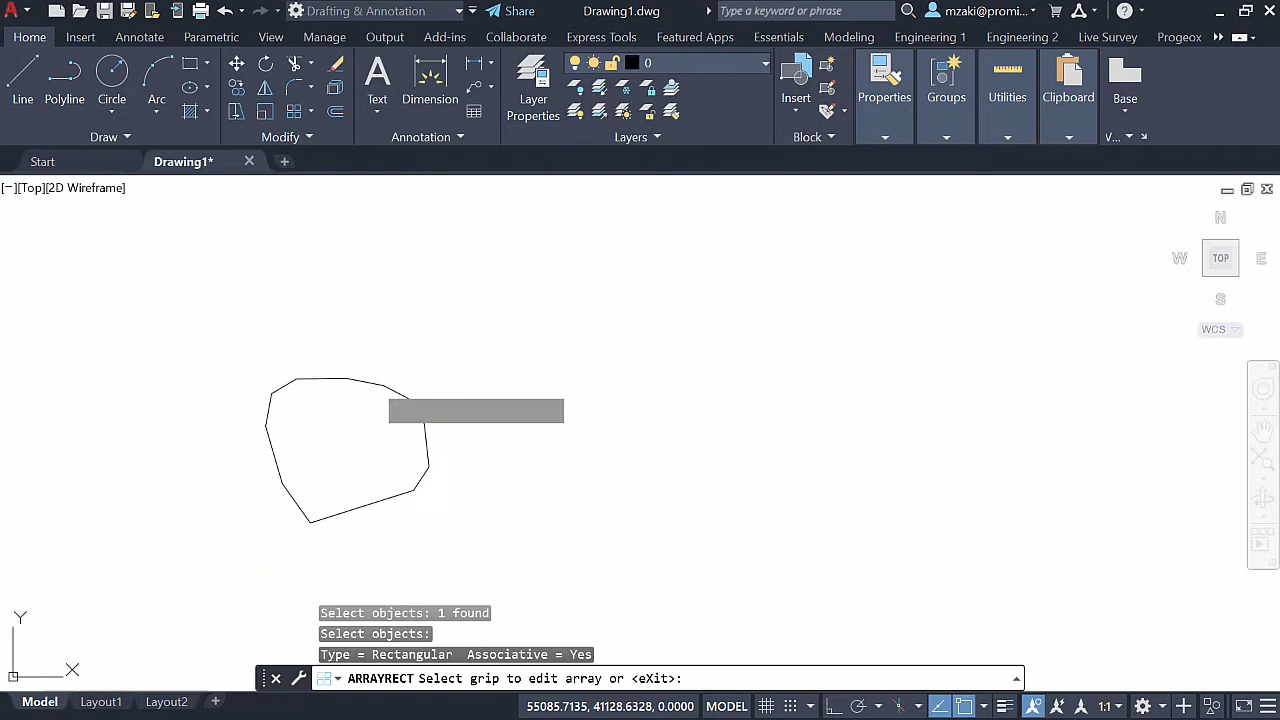 Drafting & Annotation
Share
Drawing1.dwg
Type a keyword or phrase
mzaki@promi...
Home
Insert
Annotate
Parametric
View
Manage
Output
Add-ins
Collaborate
Express Tools
Featured Apps
Essentials
Modeling
Engineering 1
Engineering 2
Live Survey
Progeox
Line
Polyline
Circle
Arc
Text
Dimension
Layer
Properties
0
Insert
Properties
Groups
Utilities
Clipboard
Base
Draw
Modify
Annotation
Layers
Block
V...
Start
Drawing1*
[−][Top][2D Wireframe]
N
W
TOP
E
S
WCS
Select objects: 1 found
Select objects:
Type = Rectangular Associative = Yes
Y
X
ARRAYRECT Select grip to edit array or <eXit>:
Model
Layout1
Layout2
55085.7135, 41128.6328, 0.0000
MODEL
1:1